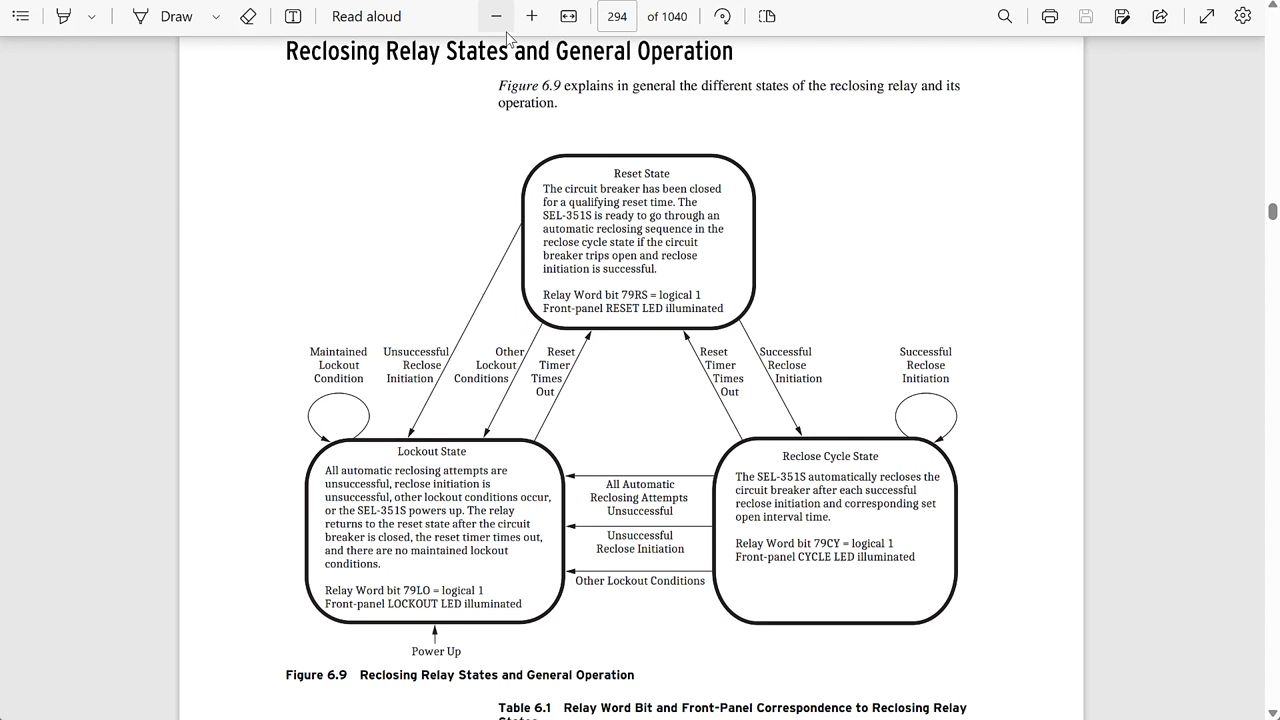 Draw
Read aloud
294
of 1040
Reclosing Relay States and General Operation
Figure 6.9 explains in general the different states of the reclosing relay and its
operation.
Reset State
The circuit breaker has been closed
for a qualifying reset time. The
SEL-351S is ready to go through an
automatic reclosing sequence in the
reclose cycle state if the circuit
breaker trips open and reclose
initiation is successful.
Relay Word bit 79RS = logical 1
Front-panel RESET LED illuminated
Maintained
Lockout
Condition
Unsuccessful
Reclose
Initiation
Other
Lockout
Conditions
Reset
Timer
Times
Out
Reset
Timer
Times
Out
Successful
Reclose
Initiation
Successful
Reclose
Initiation
Lockout State
All automatic reclosing attempts are
unsuccessful, reclose initiation is
unsuccessful, other lockout conditions occur,
or the SEL-351S powers up. The relay
returns to the reset state after the circuit
breaker is closed, the reset timer times out,
and there are no maintained lockout
conditions.
Relay Word bit 79LO = logical 1
Front-panel LOCKOUT LED illuminated
All Automatic
Reclosing Attempts
Unsuccessful
Unsuccessful
Reclose Initiation
Other Lockout Conditions
Reclose Cycle State
The SEL-351S automatically recloses the
circuit breaker after each successful
reclose initiation and corresponding set
open interval time.
Relay Word bit 79CY = logical 1
Front-panel CYCLE LED illuminated
Power Up
Figure 6.9 Reclosing Relay States and General Operation
Table 6.1 Relay Word Bit and Front-Panel Correspondence to Reclosing Relay
States